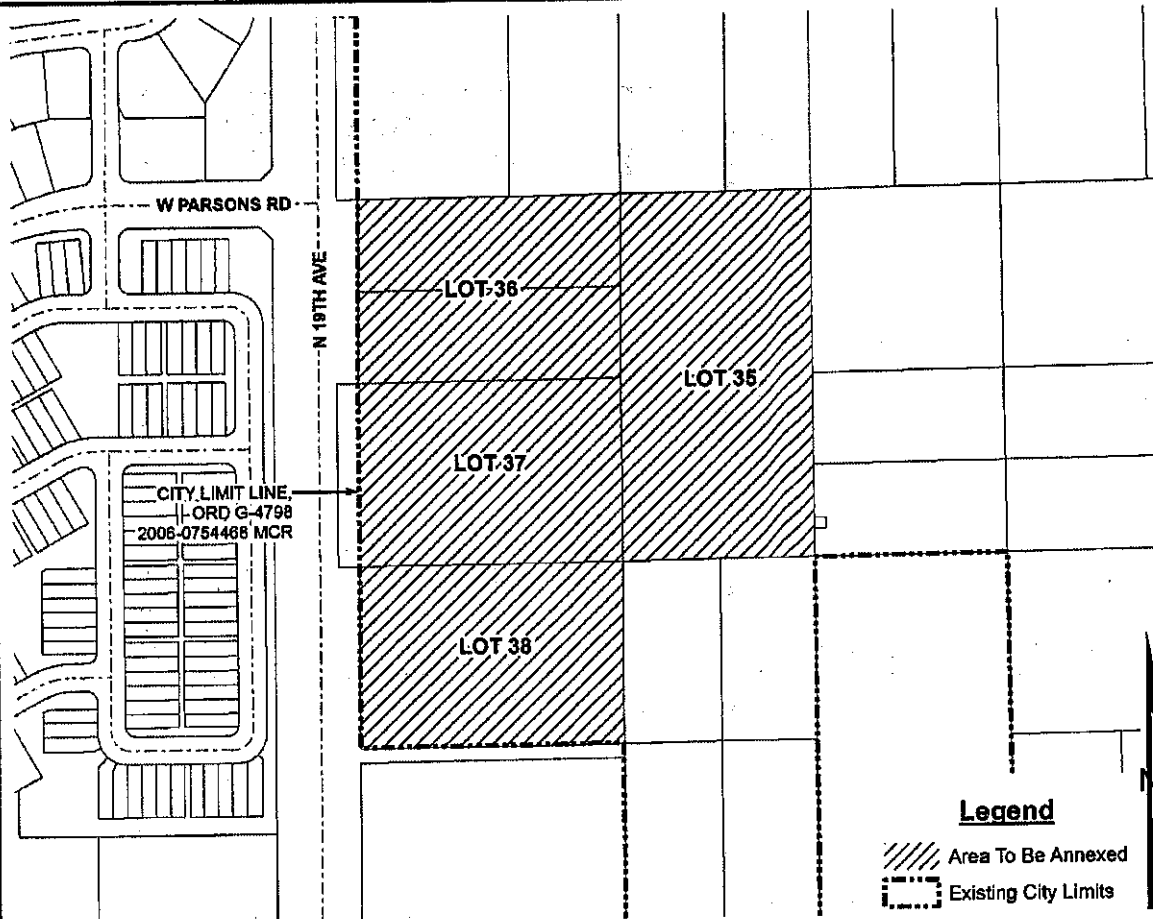 W PARSONS RD
N 19TH AVE
LOT 36
LOT 35
LOT 37
CITY LIMIT LINE,
ORD G-4798
2006-0754468 MCR
LOT 38
N
Legend
Area To Be Annexed
Existing City Limits